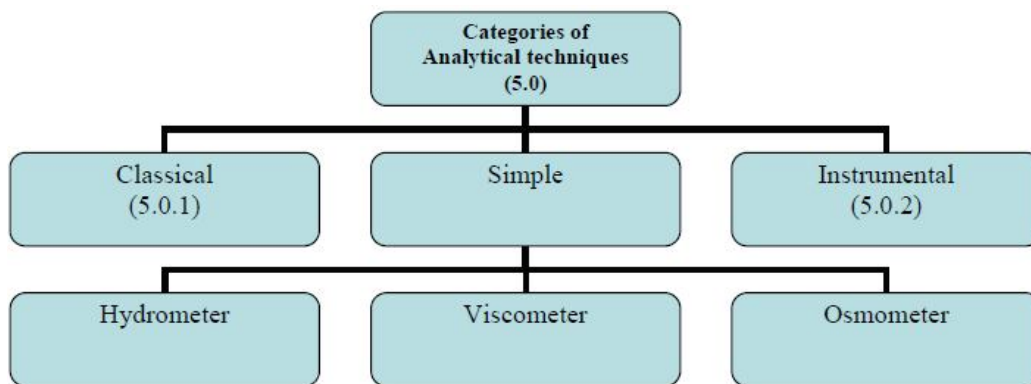 Categories of
Analytical techniques
(5.0)
Classical
(5.0.1)
Simple
Instrumental
(5.0.2)
Hydrometer
Viscometer
Osmometer